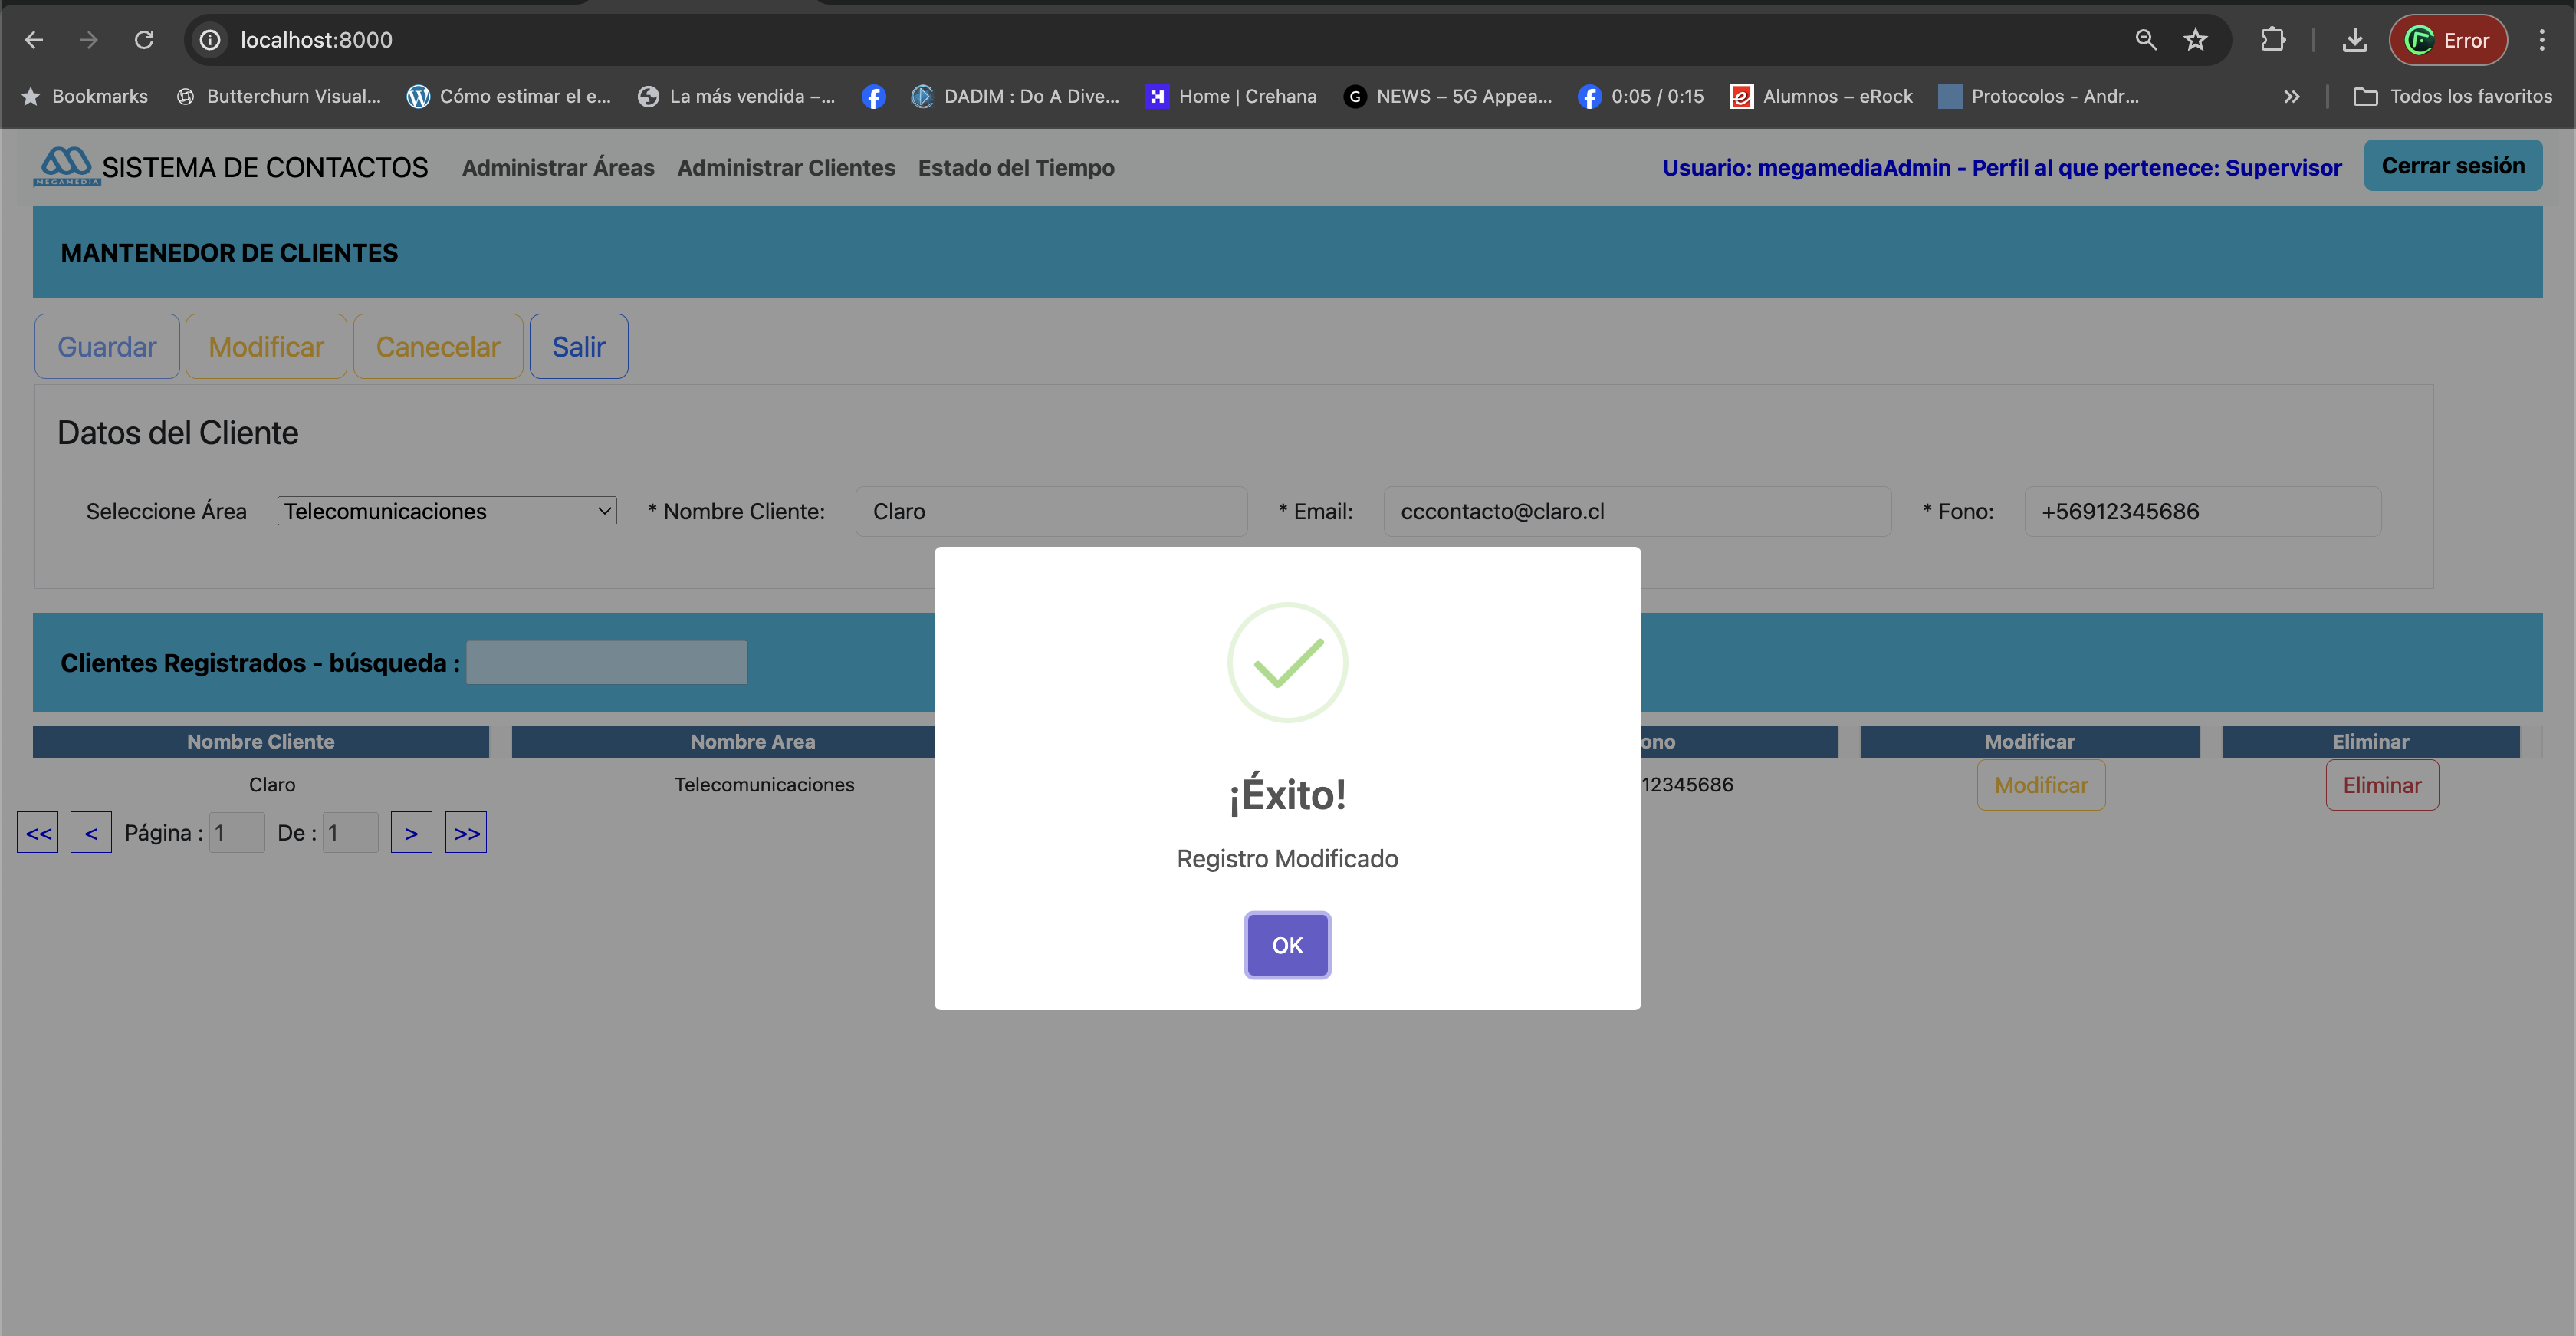 localhost:8000
Error
Bookmarks Butterchurn Visual... Cómo estimar el e... La más vendida –... DADIM : Do A Dive... Home | Crehana NEWS – 5G Appea... 0:05 / 0:15 Alumnos – eRock Protocolos - Andr... » Todos los favoritos
MEGAMEDIA SISTEMA DE CONTACTOS Administrar Áreas Administrar Clientes Estado del Tiempo Usuario: megamediaAdmin - Perfil al que pertenece: Supervisor Cerrar sesión
MANTENEDOR DE CLIENTES
Guardar Modificar Canecelar Salir
Datos del Cliente
Seleccione Área Telecomunicaciones * Nombre Cliente: Claro * Email: cccontacto@claro.cl * Fono: +56912345686
Clientes Registrados - búsqueda :
Nombre Cliente Nombre Area ono Modificar Eliminar
Claro Telecomunicaciones 12345686 Modificar Eliminar
<< < Página : 1 De : 1 > >>
¡Éxito!
Registro Modificado
OK